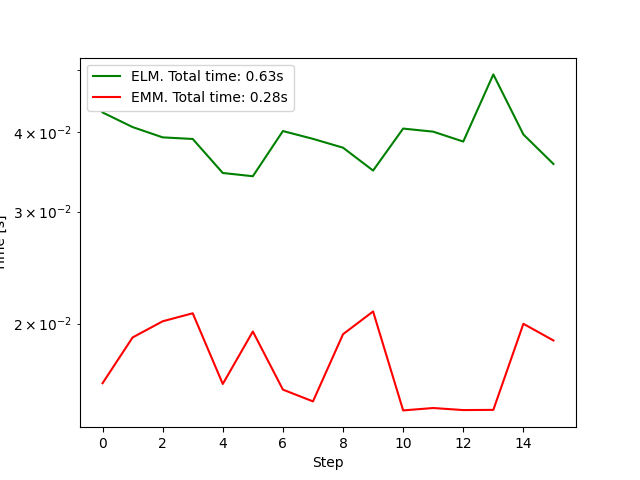 ELM. Total time: 0.63s
EMM. Total time: 0.28s
4 × 10⁻²
3 × 10⁻²
2 × 10⁻²
0 2 4 6 8 10 12 14
Step